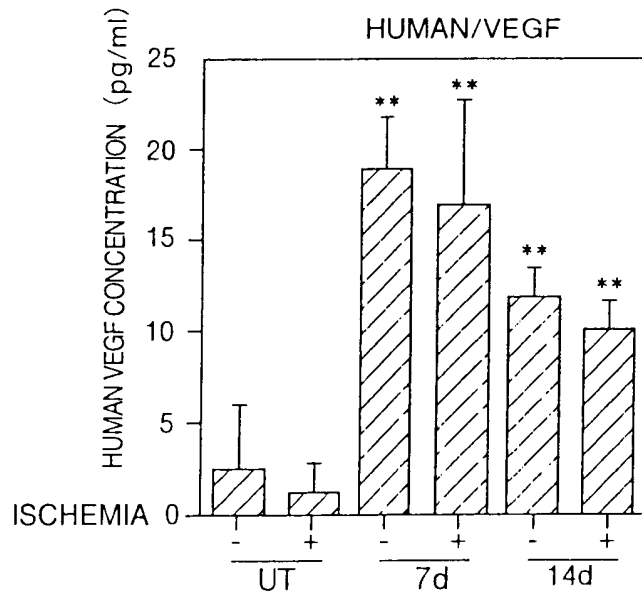 HUMAN/VEGF
HUMAN VEGF CONCENTRATION (pg/ml)
25
20
15
10
5
0
** ** ** **
ISCHEMIA
- + - + - +
UT 7d 14d